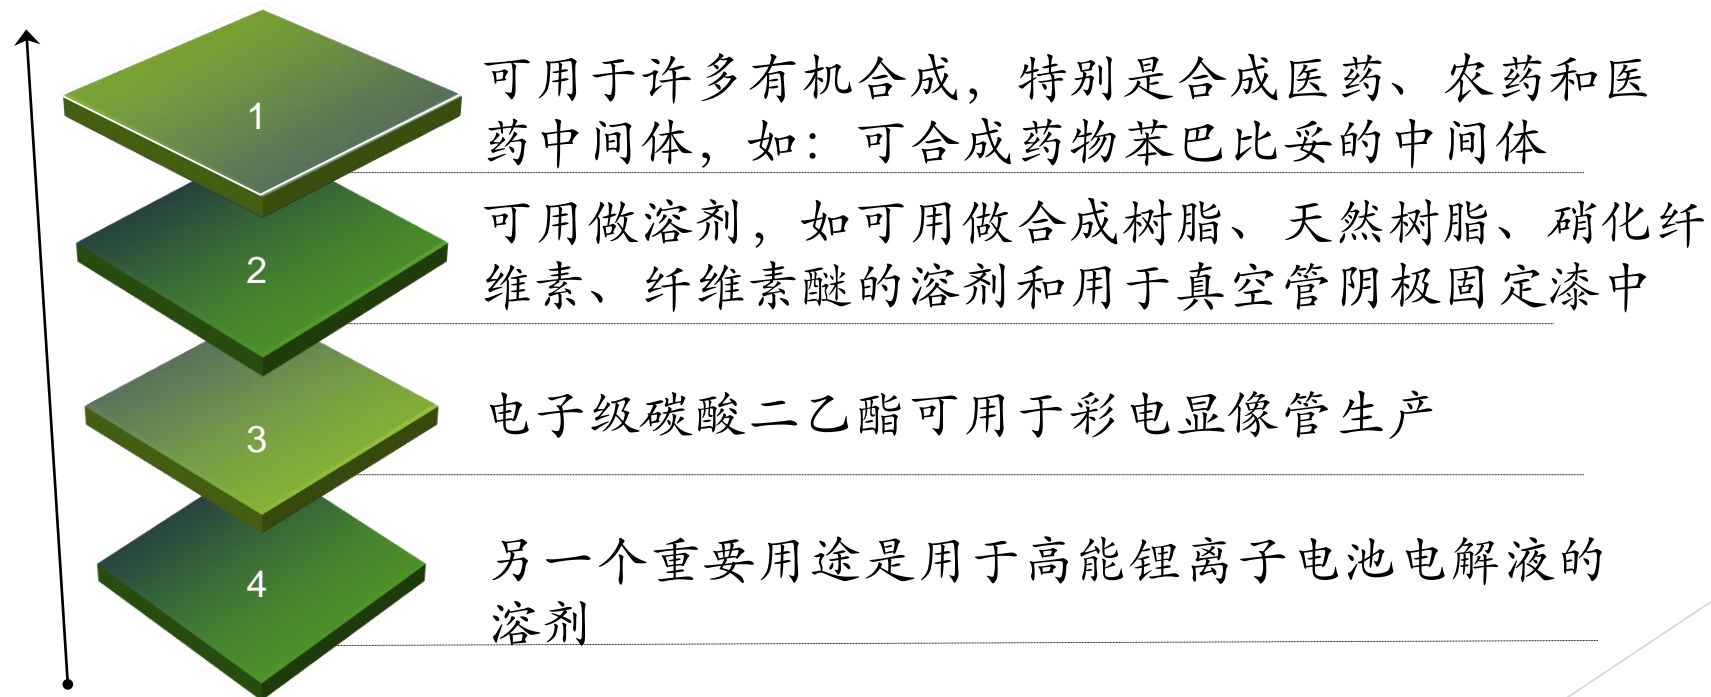 1
可用于许多有机合成，特别是合成医药、农药和医
药中间体，如：可合成药物苯巴比妥的中间体
2
可用做溶剂，如可用做合成树脂、天然树脂、硝化纤
维素、纤维素醚的溶剂和用于真空管阴极固定漆中
3
电子级碳酸二乙酯可用于彩电显像管生产
4
另一个重要用途是用于高能锂离子电池电解液的
溶剂